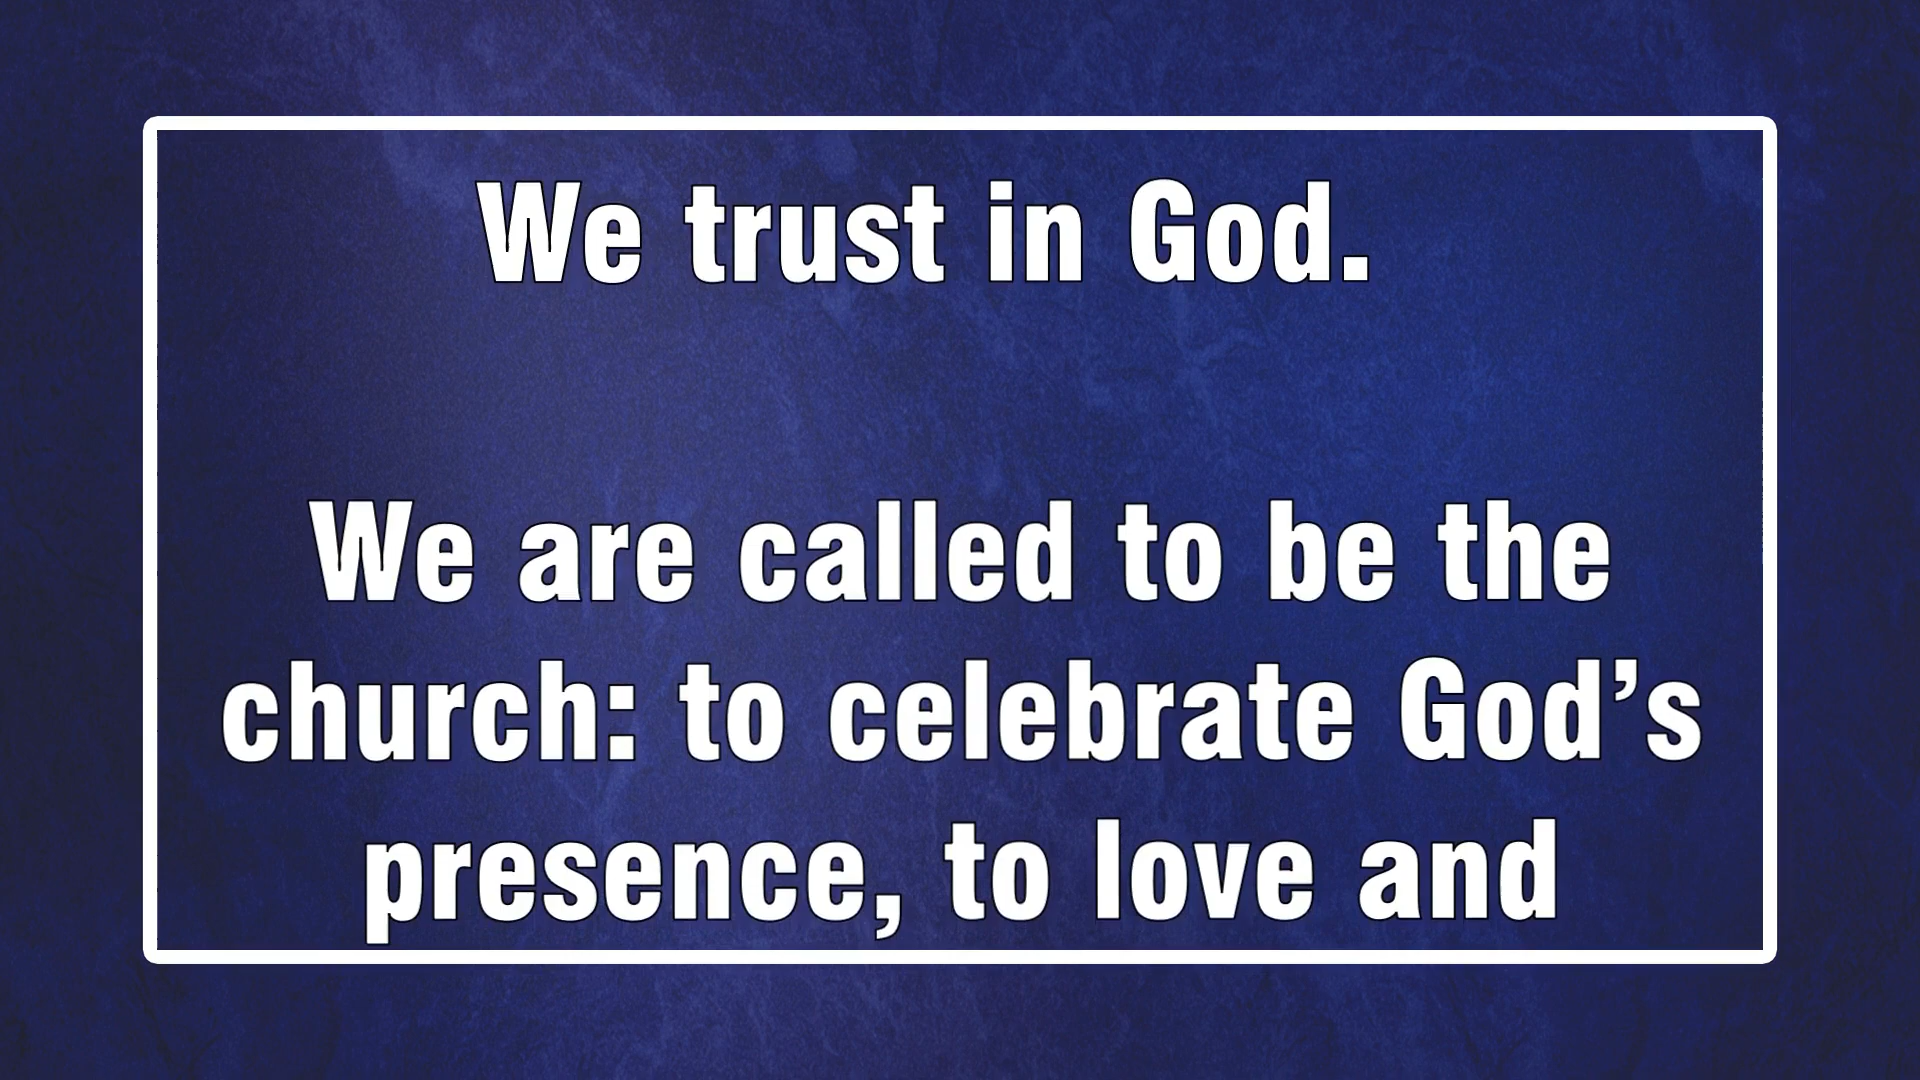 We trust in God.
We are called to be the
church: to celebrate God’s
presence, to love and